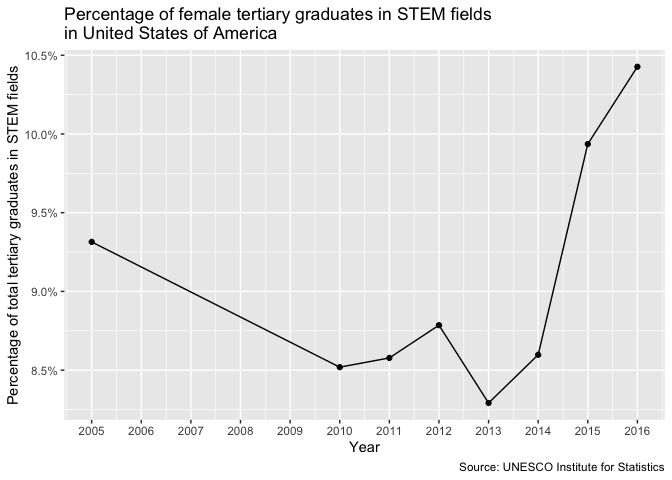 Percentage of female tertiary graduates in STEM fields
in United States of America
Percentage of total tertiary graduates in STEM fields
10.5%
10.0%
9.5%
9.0%
8.5%
2005 2006 2007 2008 2009 2010 2011 2012 2013 2014 2015 2016
Year
Source: UNESCO Institute for Statistics